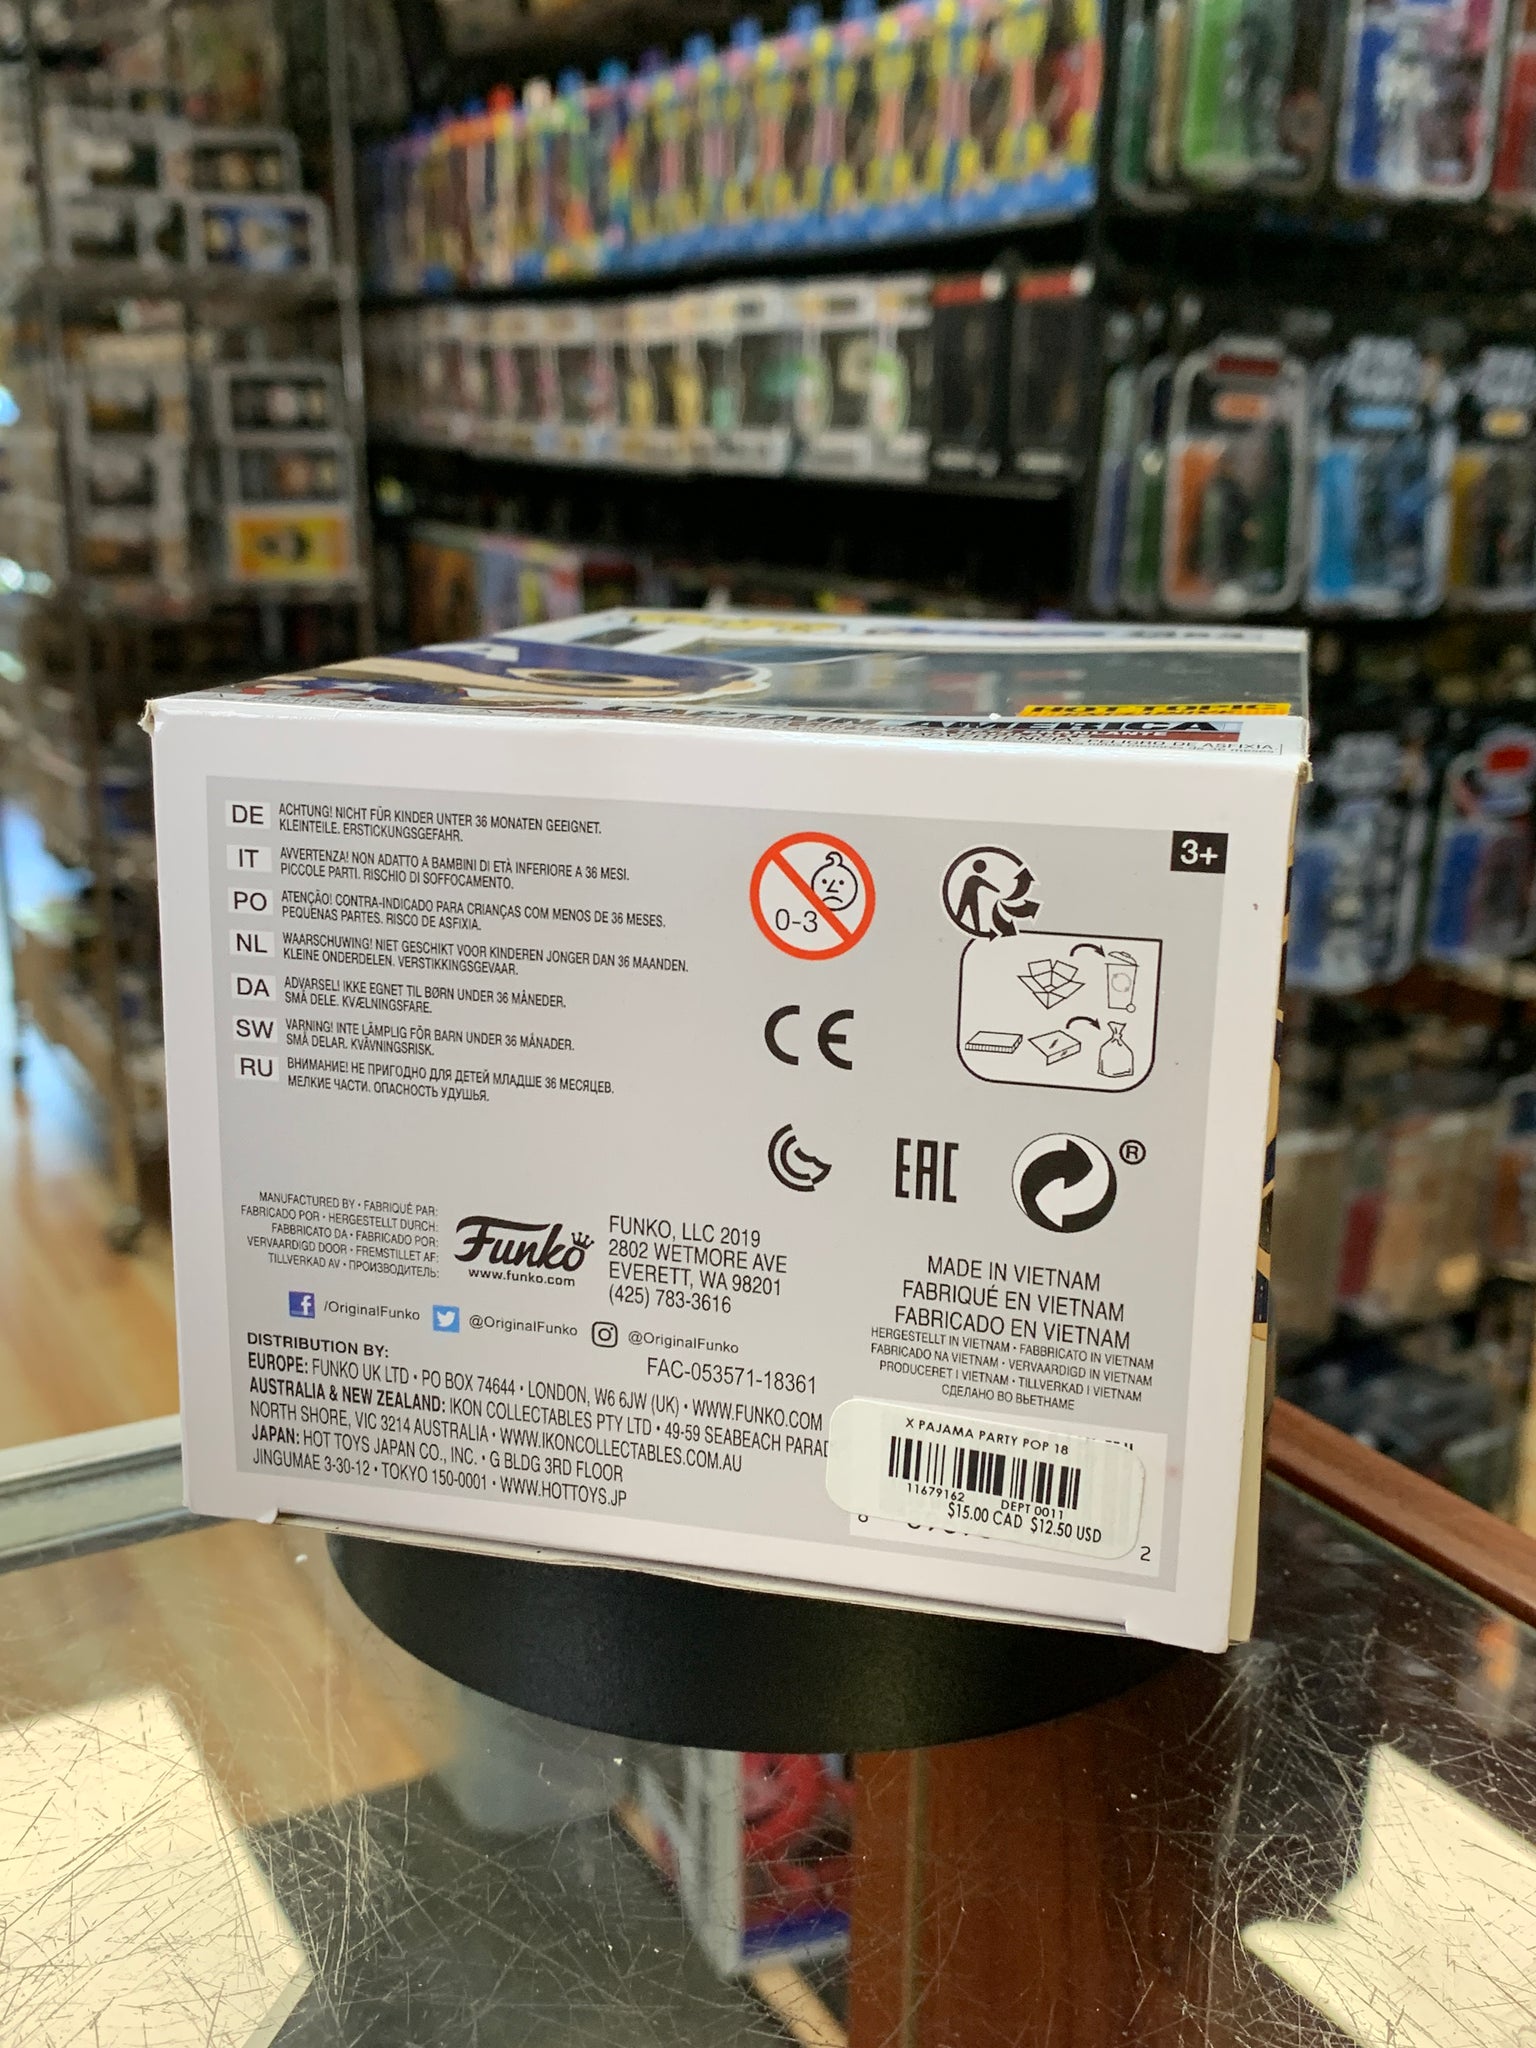 HOT TOPIC
CAPTAIN AMERICA
PELIGRO DE ASFIXIA
3+
DE ACHTUNG! NICHT FÜR KINDER UNTER 36 MONATEN GEEIGNET.
KLEINTEILE. ERSTICKUNGSGEFAHR.
IT AVVERTENZA! NON ADATTO A BAMBINI DI ETÀ INFERIORE A 36 MESI.
PICCOLE PARTI. RISCHIO DI SOFFOCAMENTO.
PO ATENÇÃO! CONTRA-INDICADO PARA CRIANÇAS COM MENOS DE 36 MESES.
PEQUENAS PARTES. RISCO DE ASFIXIA.
NL WAARSCHUWING! NIET GESCHIKT VOOR KINDEREN JONGER DAN 36 MAANDEN.
KLEINE ONDERDELEN. VERSTIKKINGSGEVAAR.
DA ADVARSEL! IKKE EGNET TIL BØRN UNDER 36 MÅNEDER.
SMÅ DELE. KVÆLNINGSFARE.
SW VARNING! INTE LÄMPLIG FÖR BARN UNDER 36 MÅNADER.
SMÅ DELAR. KVÄVNINGSRISK.
RU ВНИМАНИЕ! НЕ ПРИГОДНО ДЛЯ ДЕТЕЙ МЛАДШЕ 36 МЕСЯЦЕВ.
МЕЛКИЕ ЧАСТИ. ОПАСНОСТЬ УДУШЬЯ.
0-3
CE
EAC
®
MANUFACTURED BY • FABRIQUÉ PAR:
FABRICADO POR • HERGESTELLT DURCH:
FABBRICATO DA • FABRICADO POR:
VERVAARDIGD DOOR • FREMSTILLET AF:
TILLVERKAD AV • ПРОИЗВОДИТЕЛЬ:
Funko
www.funko.com
FUNKO, LLC 2019
2802 WETMORE AVE
EVERETT, WA 98201
(425) 783-3616
/OriginalFunko @OriginalFunko @OriginalFunko
FAC-053571-18361
DISTRIBUTION BY:
EUROPE: FUNKO UK LTD • PO BOX 74644 • LONDON, W6 6JW (UK) • WWW.FUNKO.COM
AUSTRALIA & NEW ZEALAND: IKON COLLECTABLES PTY LTD • 49-59 SEABEACH PARAD
NORTH SHORE, VIC 3214 AUSTRALIA • WWW.IKONCOLLECTABLES.COM.AU
JAPAN: HOT TOYS JAPAN CO., INC. • G BLDG 3RD FLOOR
JINGUMAE 3-30-12 • TOKYO 150-0001 • WWW.HOTTOYS.JP
MADE IN VIETNAM
FABRIQUÉ EN VIETNAM
FABRICADO EN VIETNAM
HERGESTELLT IN VIETNAM • FABBRICATO IN VIETNAM
FABRICADO NA VIETNAM • VERVAARDIGD IN VIETNAM
PRODUCERET I VIETNAM • TILLVERKAD I VIETNAM
СДЕЛАНО ВО ВЬЕТНАМЕ
X PAJAMA PARTY POP 18
11679162 DEPT 0011
$15.00 CAD $12.50 USD
2